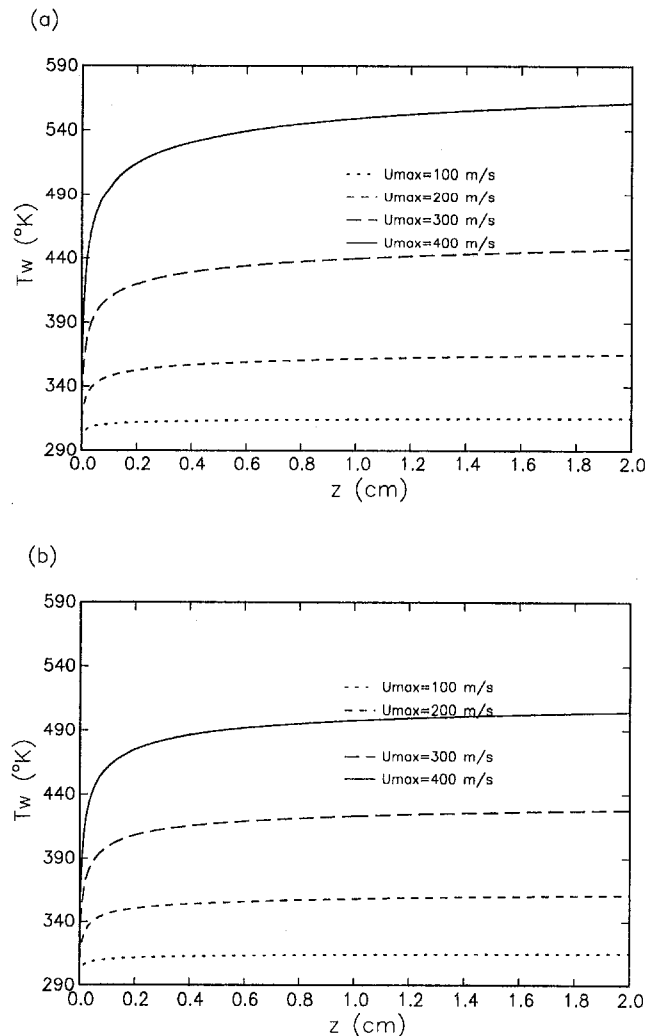 (a)
590
540
490
440
390
340
290
Tw (°K)
Umax=100 m/s
Umax=200 m/s
Umax=300 m/s
Umax=400 m/s
0.0 0.2 0.4 0.6 0.8 1.0 1.2 1.4 1.6 1.8 2.0
z (cm)
(b)
590
540
490
440
390
340
290
Tw (°K)
Umax=100 m/s
Umax=200 m/s
Umax=300 m/s
Umax=400 m/s
0.0 0.2 0.4 0.6 0.8 1.0 1.2 1.4 1.6 1.8 2.0
z (cm)